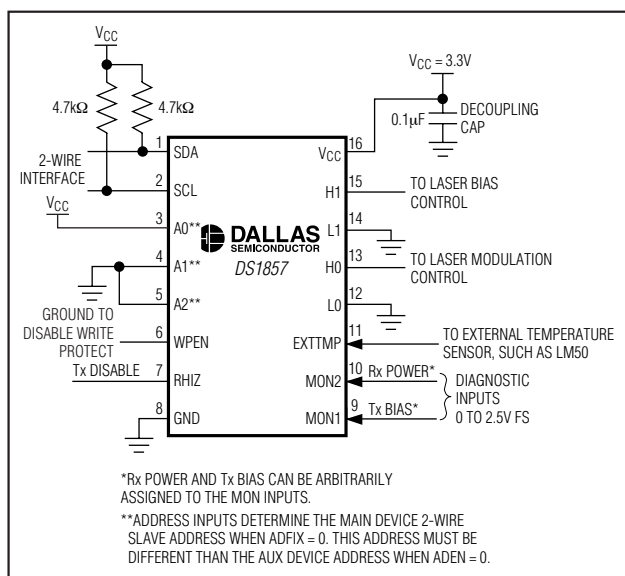 VCC
4.7kΩ
4.7kΩ
2-WIRE
INTERFACE
VCC
GROUND TO
DISABLE WRITE
PROTECT
Tx DISABLE
1 SDA
2 SCL
3 A0**
4 A1**
5 A2**
6 WPEN
7 RHIZ
8 GND
DALLAS
SEMICONDUCTOR
DS1857
VCC = 3.3V
0.1µF
DECOUPLING
CAP
VCC 16
H1 15
TO LASER BIAS
CONTROL
L1 14
H0 13
TO LASER MODULATION
CONTROL
L0 12
EXTTMP 11
TO EXTERNAL TEMPERATURE
SENSOR, SUCH AS LM50
MON2 10 Rx POWER*
MON1 9 Tx BIAS*
DIAGNOSTIC
INPUTS
0 TO 2.5V FS
*Rx POWER AND Tx BIAS CAN BE ARBITRARILY
ASSIGNED TO THE MON INPUTS.
**ADDRESS INPUTS DETERMINE THE MAIN DEVICE 2-WIRE
SLAVE ADDRESS WHEN ADFIX = 0. THIS ADDRESS MUST BE
DIFFERENT THAN THE AUX DEVICE ADDRESS WHEN ADEN = 0.